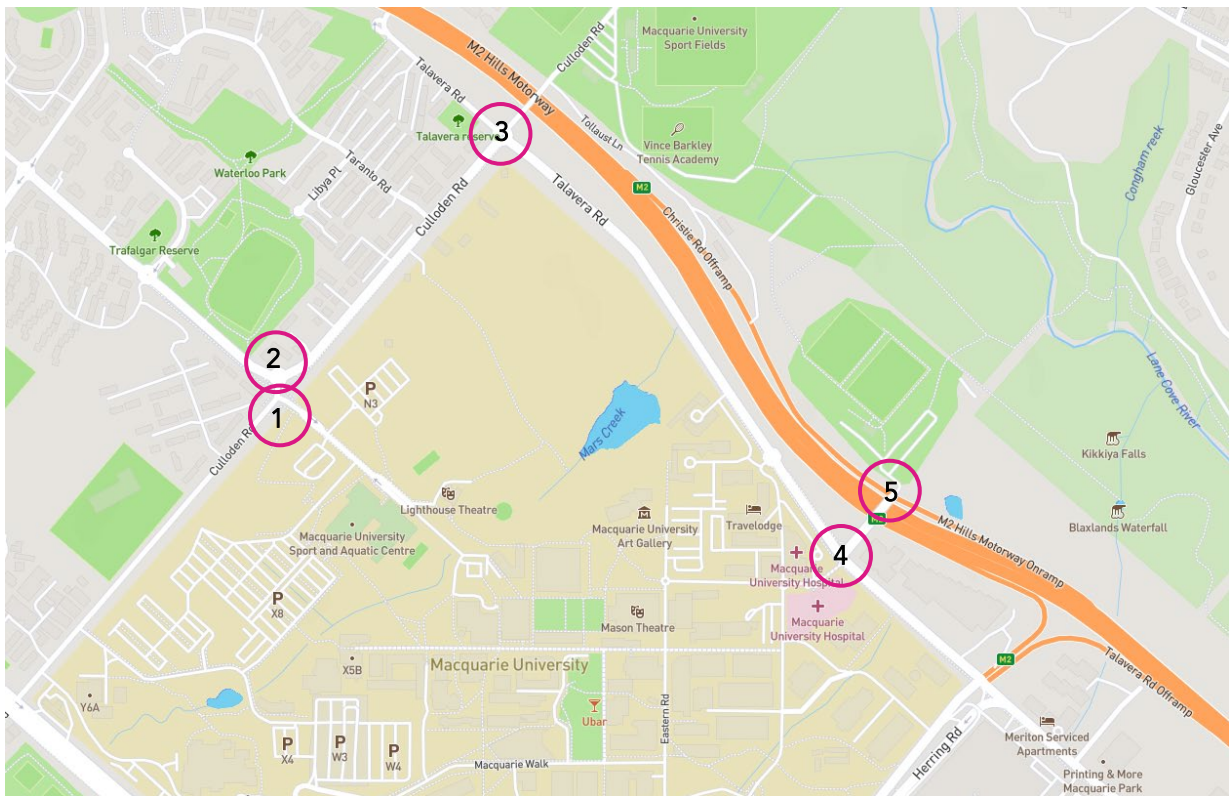 M2 Hills Motorway
Culloden Rd
Macquarie University
Sport Fields
Talavera Rd
3
Talavera reserve
Tollaust Ln
Vince Barkley
Tennis Academy
Congham reek
Gloucester Ave
Waterloo Park
Taranto Rd
Libya Pl
Culloden Rd
Talavera Rd
M2
Christie Rd Offramp
Trafalgar Reserve
2
1
P
N3
Culloden Rd
Mars Creek
Lane Cove River
Kikkiya Falls
Blaxlands Waterfall
Lighthouse Theatre
Macquarie University
Art Gallery
Travelodge
5
M2
M2 Hills Motorway Onramp
4
Macquarie University
Sport and Aquatic Centre
Macquarie
University Hospital
Macquarie
University Hospital
P
X8
Mason Theatre
X5B
Macquarie University
M2
Talavera Rd Offramp
Y6A
Ubar
Eastern Rd
Herring Rd
Meriton Serviced
Apartments
P
X4
P
W3
P
W4
Macquarie Walk
Printing & More
Macquarie Park